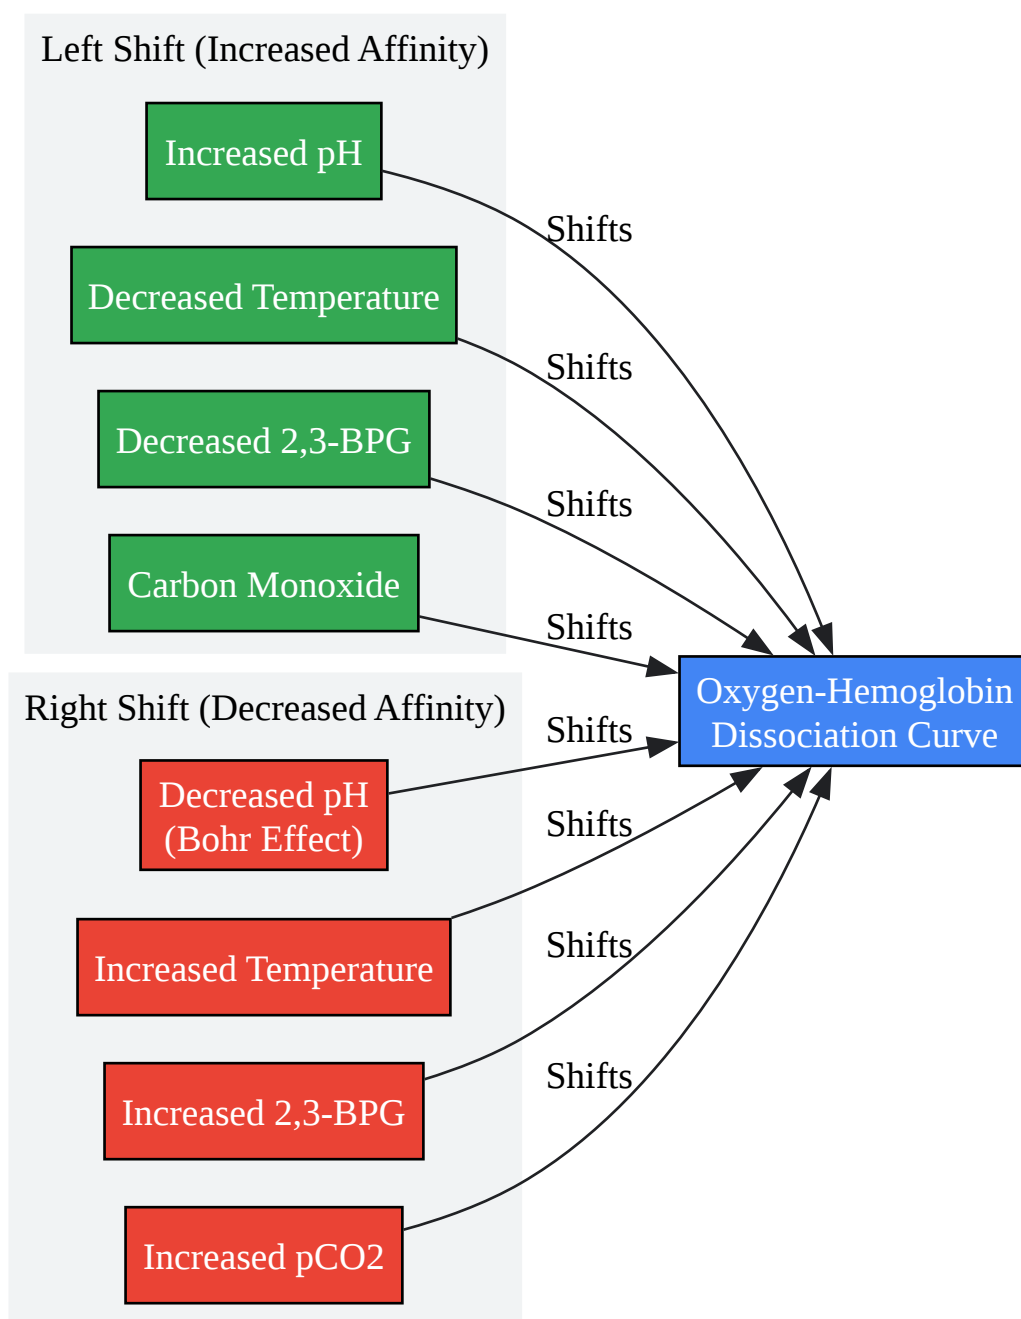 Left Shift (Increased Affinity)
Increased pH
Shifts
Decreased Temperature
Shifts
Decreased 2,3-BPG
Shifts
Carbon Monoxide
Shifts
Oxygen-Hemoglobin
Dissociation Curve
Right Shift (Decreased Affinity)
Shifts
Decreased pH
(Bohr Effect)
Shifts
Increased Temperature
Shifts
Increased 2,3-BPG
Shifts
Increased pCO2